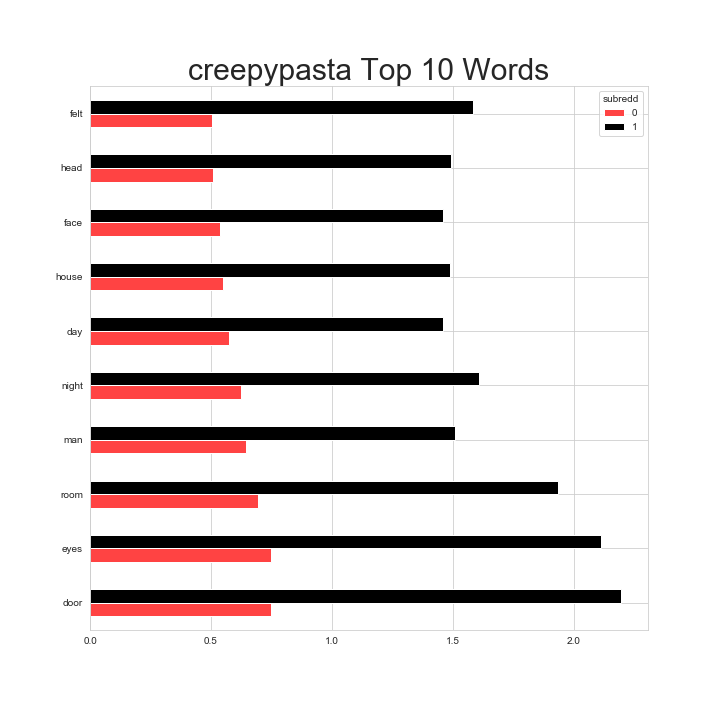 creepypasta Top 10 Words
subredd
0
1
felt
head
face
house
day
night
man
room
eyes
door
0.0 0.5 1.0 1.5 2.0